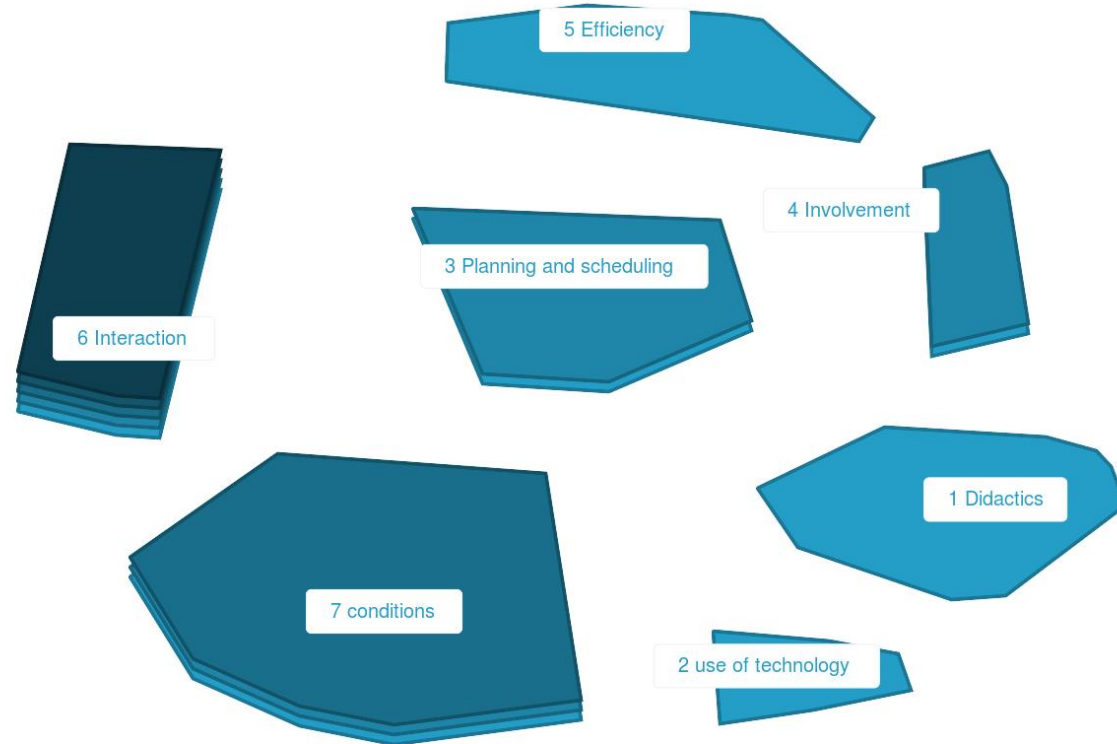 5 Efficiency
4 Involvement
3 Planning and scheduling
6 Interaction
1 Didactics
7 conditions
2 use of technology